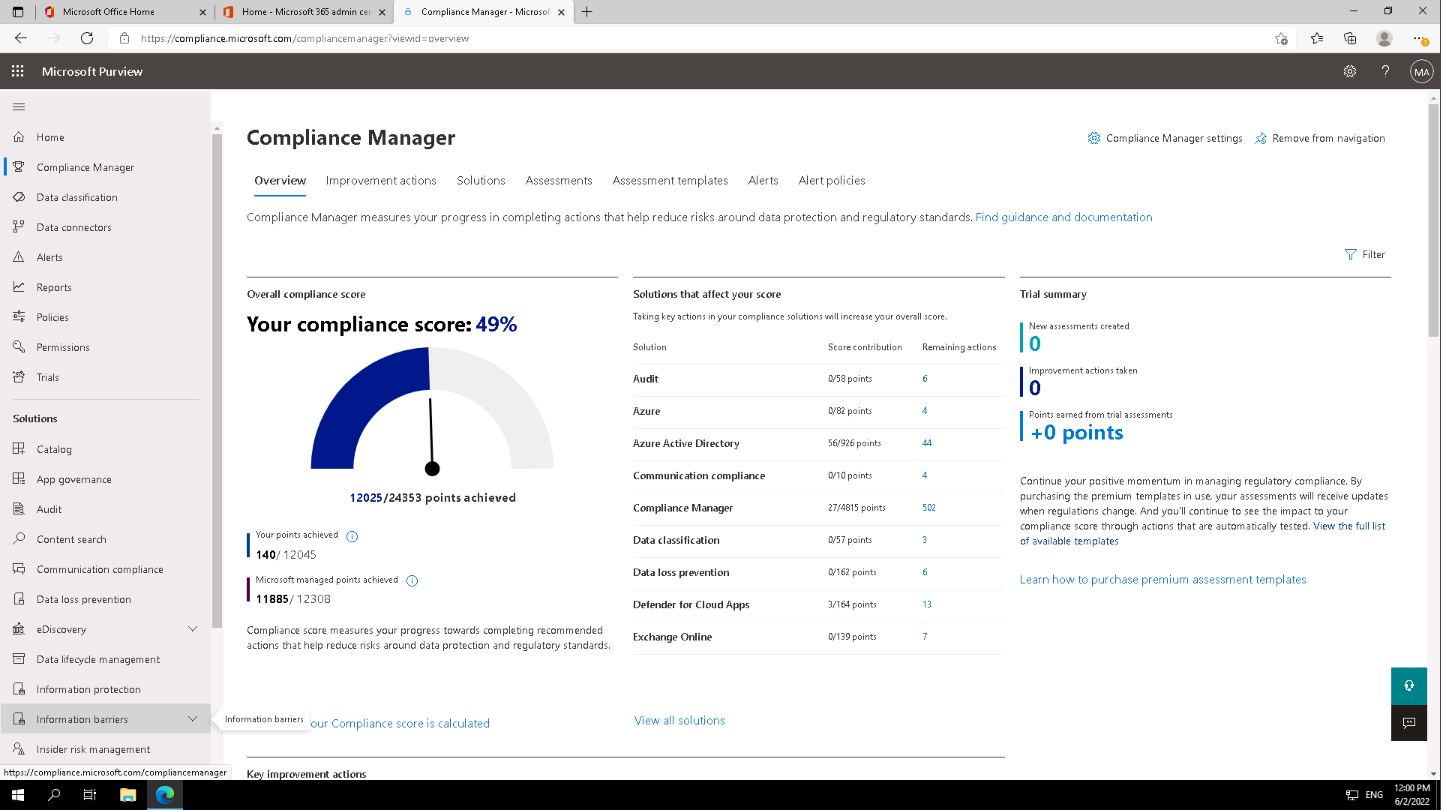 Microsoft Office Home
Home - Microsoft 365 admin cen
Compliance Manager - Microsof
https://compliance.microsoft.com/compliancemanager?viewid=overview
Microsoft Purview
MA
Home
Compliance Manager
Data classification
Data connectors
Alerts
Reports
Policies
Permissions
Trials
Solutions
Catalog
App governance
Audit
Content search
Communication compliance
Data loss prevention
eDiscovery
Data lifecycle management
Information protection
Information barriers
Insider risk management
Information barriers
https://compliance.microsoft.com/compliancemanager
Compliance Manager
Compliance Manager settings
Remove from navigation
Overview
Improvement actions
Solutions
Assessments
Assessment templates
Alerts
Alert policies
Compliance Manager measures your progress in completing actions that help reduce risks around data protection and regulatory standards. Find guidance and documentation
Filter
Overall compliance score
Your compliance score: 49%
12025/24353 points achieved
Your points achieved
140/ 12045
Microsoft managed points achieved
11885/ 12308
Compliance score measures your progress towards completing recommended
actions that help reduce risks around data protection and regulatory standards.
our Compliance score is calculated
Solutions that affect your score
Taking key actions in your compliance solutions will increase your overall score.
Solution Score contribution Remaining actions
Audit 0/58 points 6
Azure 0/82 points 4
Azure Active Directory 56/926 points 44
Communication compliance 0/10 points 4
Compliance Manager 27/4815 points 502
Data classification 0/57 points 3
Data loss prevention 0/162 points 6
Defender for Cloud Apps 3/164 points 13
Exchange Online 0/139 points 7
View all solutions
Trial summary
New assessments created
0
Improvement actions taken
0
Points earned from trial assessments
+0 points
Continue your positive momentum in managing regulatory compliance. By
purchasing the premium templates in use, your assessments will receive updates
when regulations change. And you'll continue to see the impact to your
compliance score through actions that are automatically tested. View the full list
of available templates
Learn how to purchase premium assessment templates
Key improvement actions
ENG
12:00 PM
6/2/2022